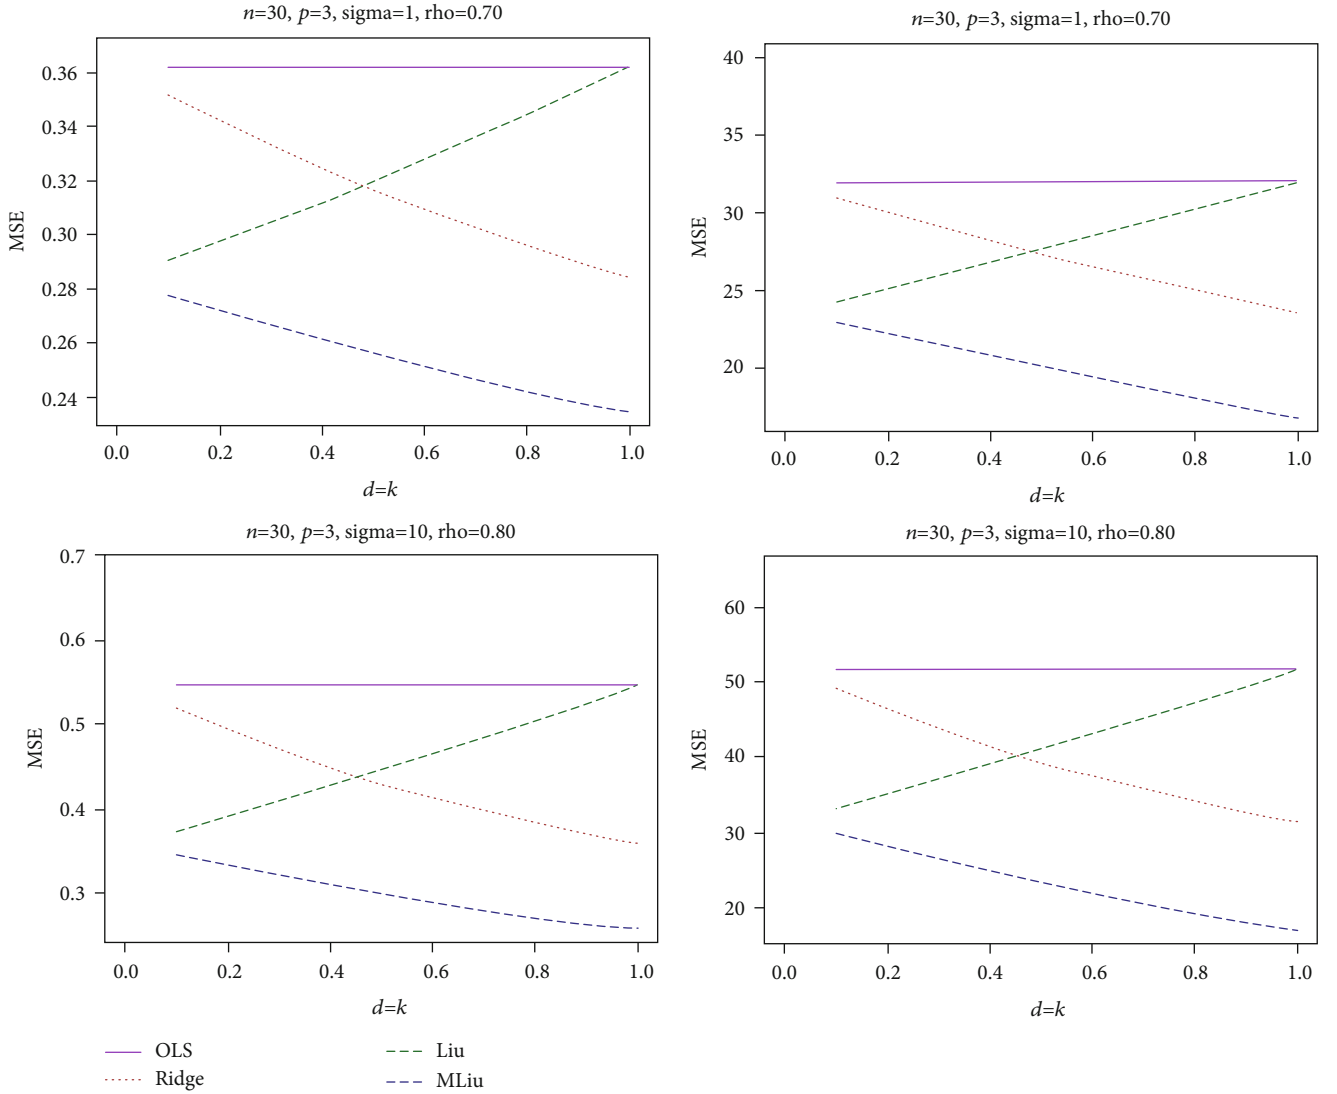 n=30, p=3, sigma=1, rho=0.70
0.36
0.34
0.32
0.30
0.28
0.26
0.24
MSE
0.0 0.2 0.4 0.6 0.8 1.0
d=k
n=30, p=3, sigma=1, rho=0.70
40
35
30
25
20
MSE
0.0 0.2 0.4 0.6 0.8 1.0
d=k
n=30, p=3, sigma=10, rho=0.80
0.7
0.6
0.5
0.4
0.3
MSE
0.0 0.2 0.4 0.6 0.8 1.0
d=k
n=30, p=3, sigma=10, rho=0.80
60
50
40
30
20
MSE
0.0 0.2 0.4 0.6 0.8 1.0
d=k
OLS
Ridge
Liu
MLiu